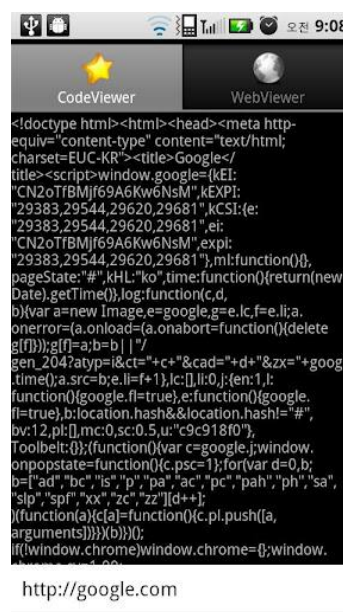 오전 9:08
CodeViewer
WebViewer
<!doctype html><html><head><meta http-
equiv="content-type" content="text/html;
charset=EUC-KR"><title>Google</
title><script>window.google={kEI:
"CN2oTfBMjf69A6Kw6NsM",kEXPI:
"29383,29544,29620,29681",kCSI:{e:
"29383,29544,29620,29681",ei:
"CN2oTfBMjf69A6Kw6NsM",expi:
"29383,29544,29620,29681"},ml:function(){},
pageState:"#",kHL:"ko",time:function(){return(new
Date).getTime()},log:function(c,d,
b){var a=new Image,e=google,g=e.lc,f=e.li;a.
onerror=(a.onload=(a.onabort=function(){delete
g[f]}));g[f]=a;b=b||"/
gen_204?atyp=i&ct="+c+"&cad="+d+"&zx="+goog
.time();a.src=b;e.li=f+1},lc:[],li:0,j:{en:1,l:
function(){google.fl=true},e:function(){google.
fl=true},b:location.hash&&location.hash!="#",
bv:12,pl:[],mc:0,sc:0.5,u:"c9c918f0"},
Toolbelt:{}};(function(){var c=google.j;window.
onpopstate=function(){c.psc=1};for(var d=0,b;
b=["ad","bc","is","p","pa","ac","pc","pah","ph","sa",
"slp","spf","xx","zc","zz"][d++];
)(function(a){c[a]=function(){c.pl.push([a,
arguments])}})(b)})();
if(!window.chrome)window.chrome={};window.
http://google.com